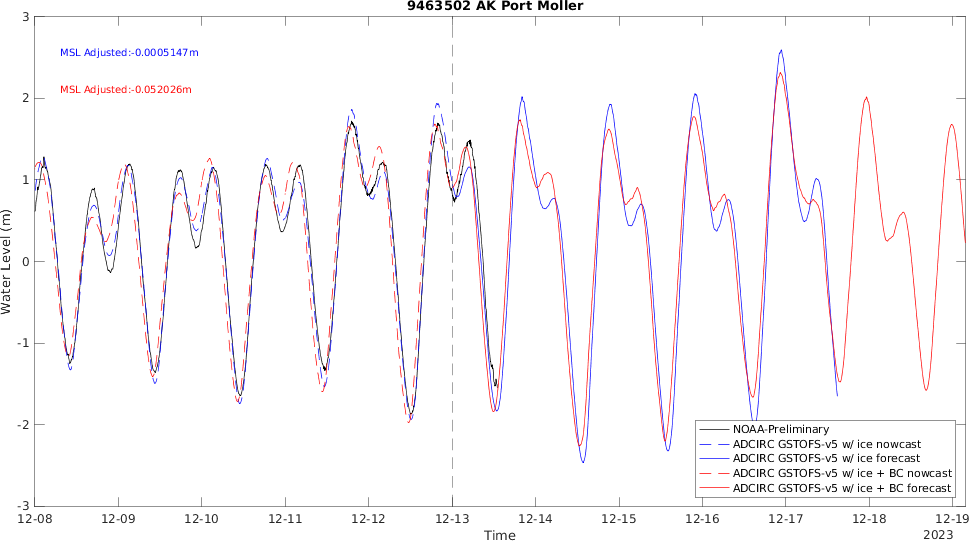 9463502 AK Port Moller
MSL Adjusted:-0.0005147m
MSL Adjusted:-0.052026m
Water Level (m)
3
2
1
0
-1
-2
-3
NOAA-Preliminary
ADCIRC GSTOFS-v5 w/ ice nowcast
ADCIRC GSTOFS-v5 w/ ice forecast
ADCIRC GSTOFS-v5 w/ ice + BC nowcast
ADCIRC GSTOFS-v5 w/ ice + BC forecast
12-08 12-09 12-10 12-11 12-12 12-13 12-14 12-15 12-16 12-17 12-18 12-19
Time
2023